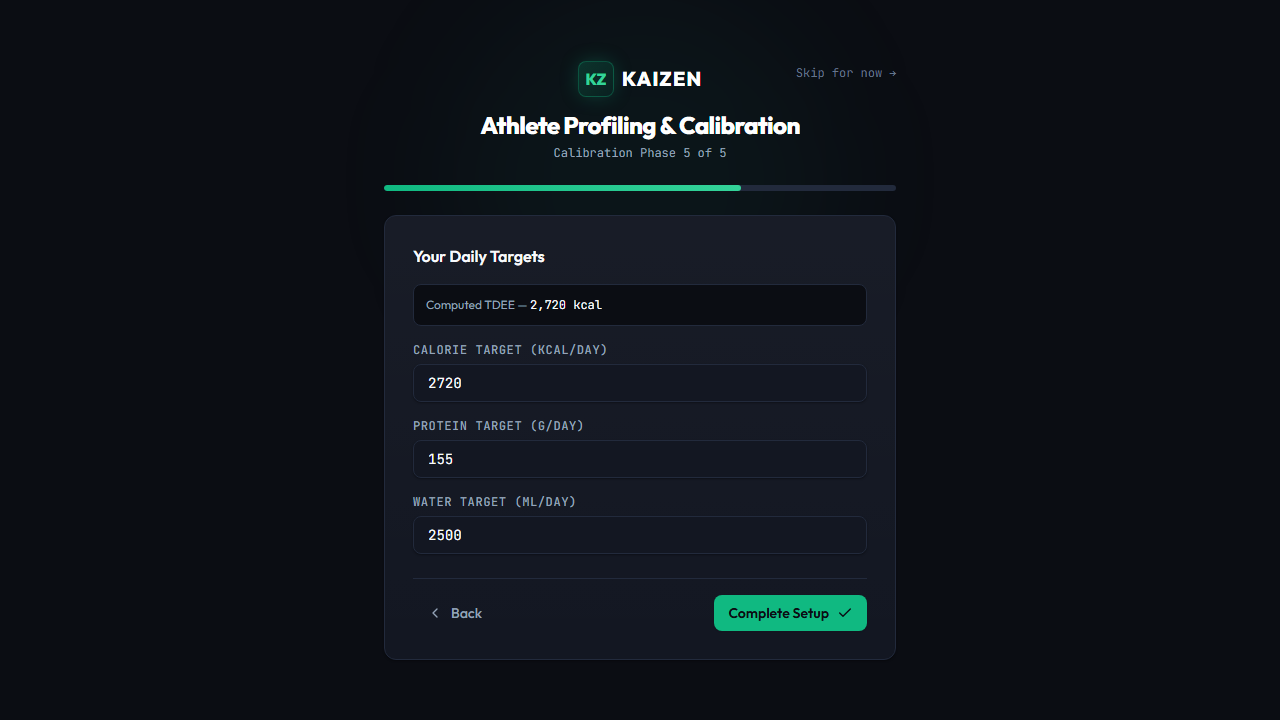 KZ KAIZEN
Skip for now →
Athlete Profiling & Calibration
Calibration Phase 5 of 5
Your Daily Targets
Computed TDEE — 2,720 kcal
CALORIE TARGET (KCAL/DAY)
2720
PROTEIN TARGET (G/DAY)
155
WATER TARGET (ML/DAY)
2500
Back
Complete Setup